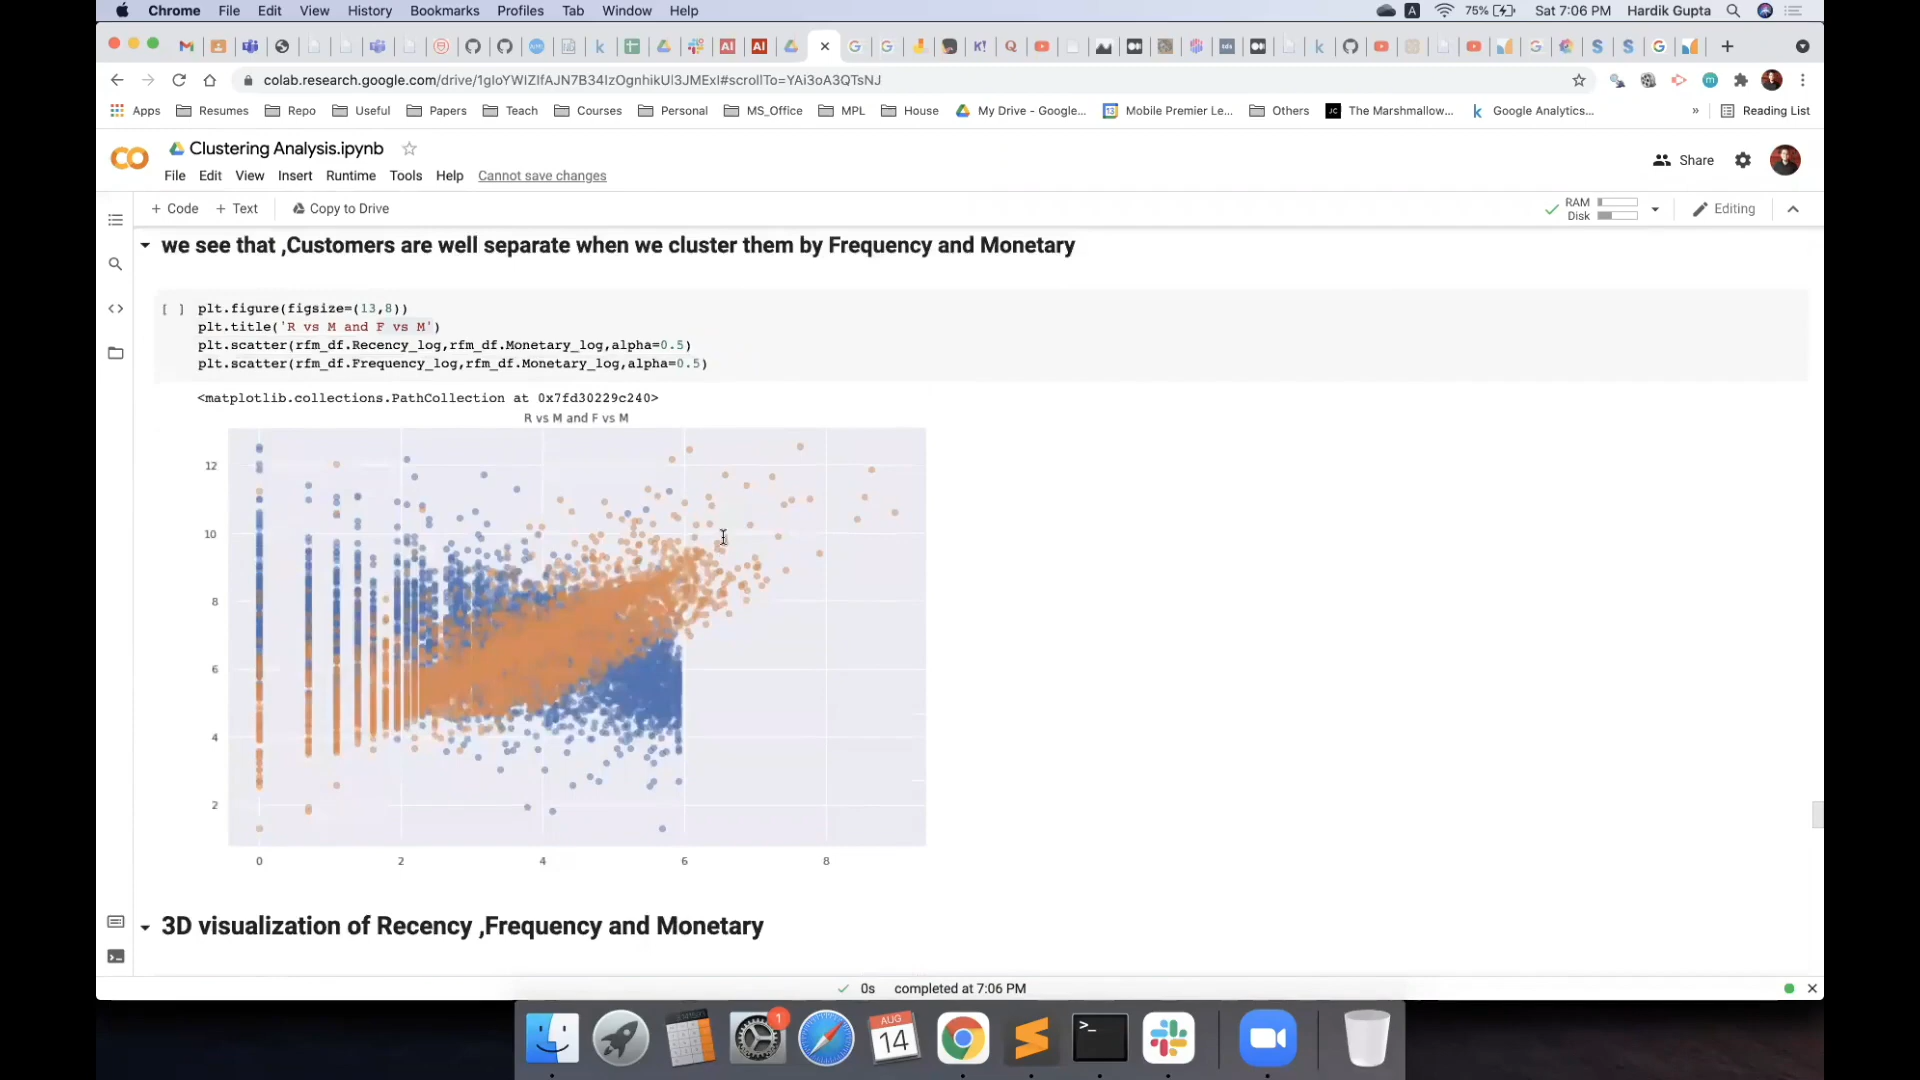 Chrome File Edit View History Bookmarks Profiles Tab Window Help
A 75% Sat 7:06 PM Hardik Gupta
colab.research.google.com/drive/1gIoYWIZIfAJN7B34IzOgnhikUl3JMExI#scrollTo=YAi3oA3QTsNJ
Apps Resumes Repo Useful Papers Teach Courses Personal MS_Office MPL House My Drive - Google... Mobile Premier Le... Others The Marshmallow... Google Analytics... » Reading List
CO Clustering Analysis.ipynb
Share
File Edit View Insert Runtime Tools Help Cannot save changes
+ Code + Text Copy to Drive
RAM
Disk
Editing
we see that ,Customers are well separate when we cluster them by Frequency and Monetary
[ ] plt.figure(figsize=(13,8))
plt.title('R vs M and F vs M')
plt.scatter(rfm_df.Recency_log,rfm_df.Monetary_log,alpha=0.5)
plt.scatter(rfm_df.Frequency_log,rfm_df.Monetary_log,alpha=0.5)
<matplotlib.collections.PathCollection at 0x7fd30229c240>
R vs M and F vs M
12
10
8
6
4
2
0 2 4 6 8
3D visualization of Recency ,Frequency and Monetary
0s completed at 7:06 PM
1
AUG
14